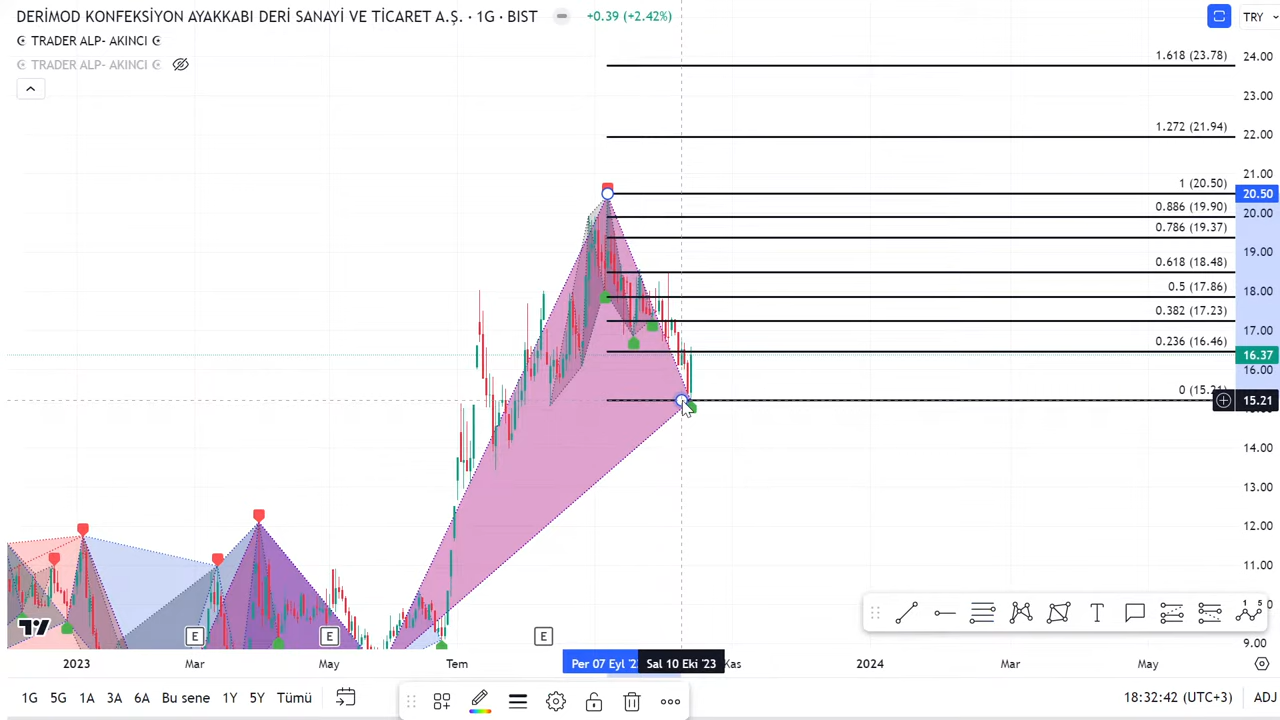 DERİMOD KONFEKSİYON AYAKKABI DERİ SANAYİ VE TİCARET A.Ş. · 1G · BIST
+0.39 (+2.42%)
TRY
TRADER ALP- AKINCI
TRADER ALP- AKINCI
1.618 (23.78)
1.272 (21.94)
1 (20.50)
0.886 (19.90)
0.786 (19.37)
0.618 (18.48)
0.5 (17.86)
0.382 (17.23)
0.236 (16.46)
0 (15.21)
24.00
23.00
22.00
21.00
20.50
20.00
19.00
18.00
17.00
16.37
16.00
15.21
14.00
13.00
12.00
11.00
9.00
E
E
E
2023
Mar
May
Tem
Per 07 Eyl '2
Sal 10 Eki '23
Kas
2024
Mar
May
1G
5G
1A
3A
6A
Bu sene
1Y
5Y
Tümü
18:32:42 (UTC+3)
ADJ